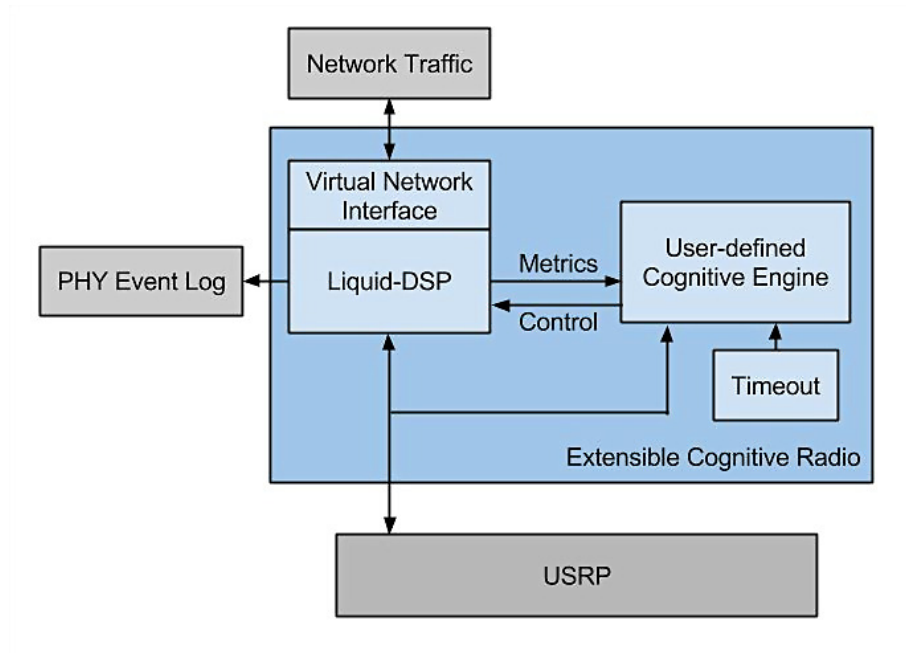 Network Traffic
Virtual Network
Interface
User-defined
Cognitive Engine
PHY Event Log
Liquid-DSP
Metrics
Control
Timeout
Extensible Cognitive Radio
USRP